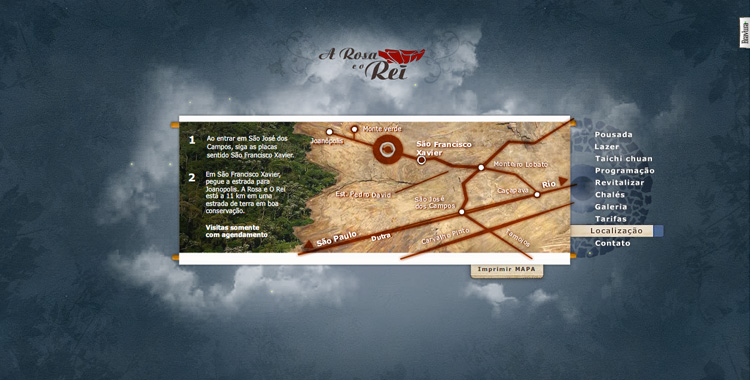 A Rosa
e o Rei
1
Ao entrar em São José dos
Campos, siga as placas
sentido São Francisco Xavier.
2
Em São Francisco Xavier,
pegue a estrada para
Joanopolis. A Rosa e O Rei
está a 11 km em uma
estrada de terra em boa
conservação.
Visitas somente
com agendamento
Joanópolis
Monte verde
São Francisco
Xavier
Monteiro Lobato
Est. Pedro David
Caçapava
Rio
São José
dos Campos
São Paulo
Dutra
Carvalho Pinto
Tamoios
Imprimir MAPA
Pousada
Lazer
Taichi chuan
Programação
Revitalizar
Chalés
Galeria
Tarifas
Localização
Contato